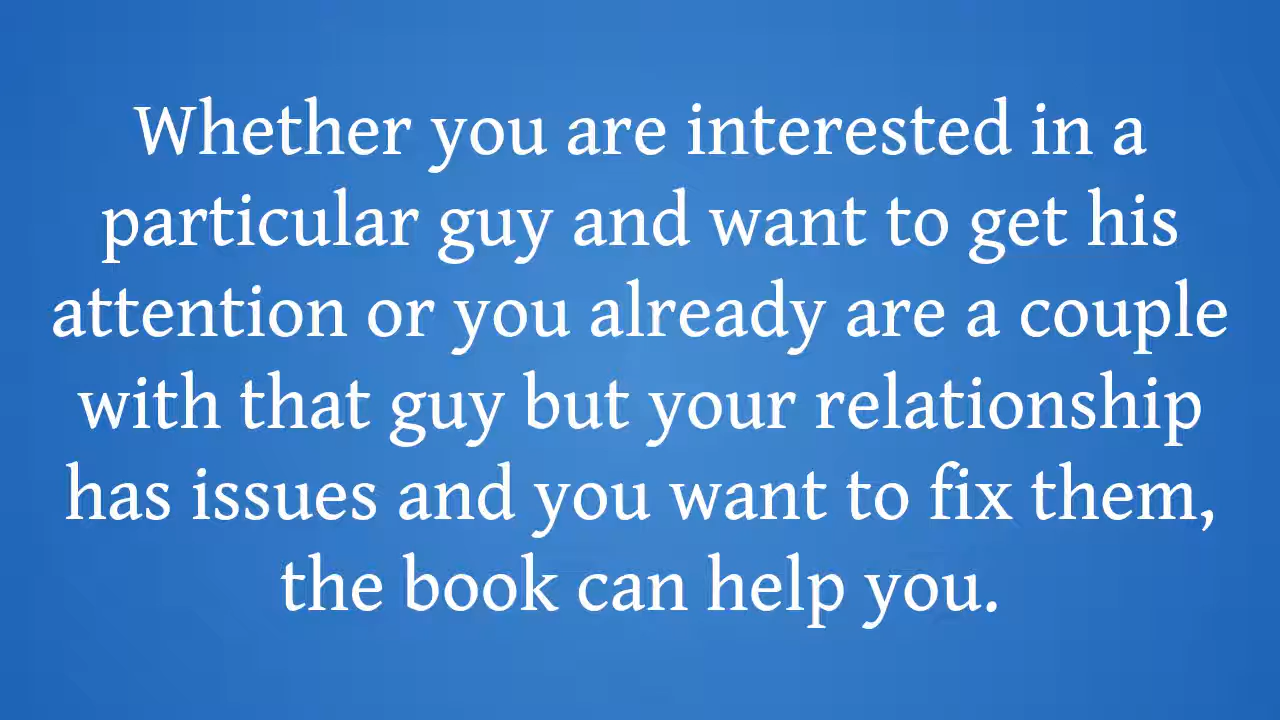 Whether you are interested in a
particular guy and want to get his
attention or you already are a couple
with that guy but your relationship
has issues and you want to fix them,
the book can help you.